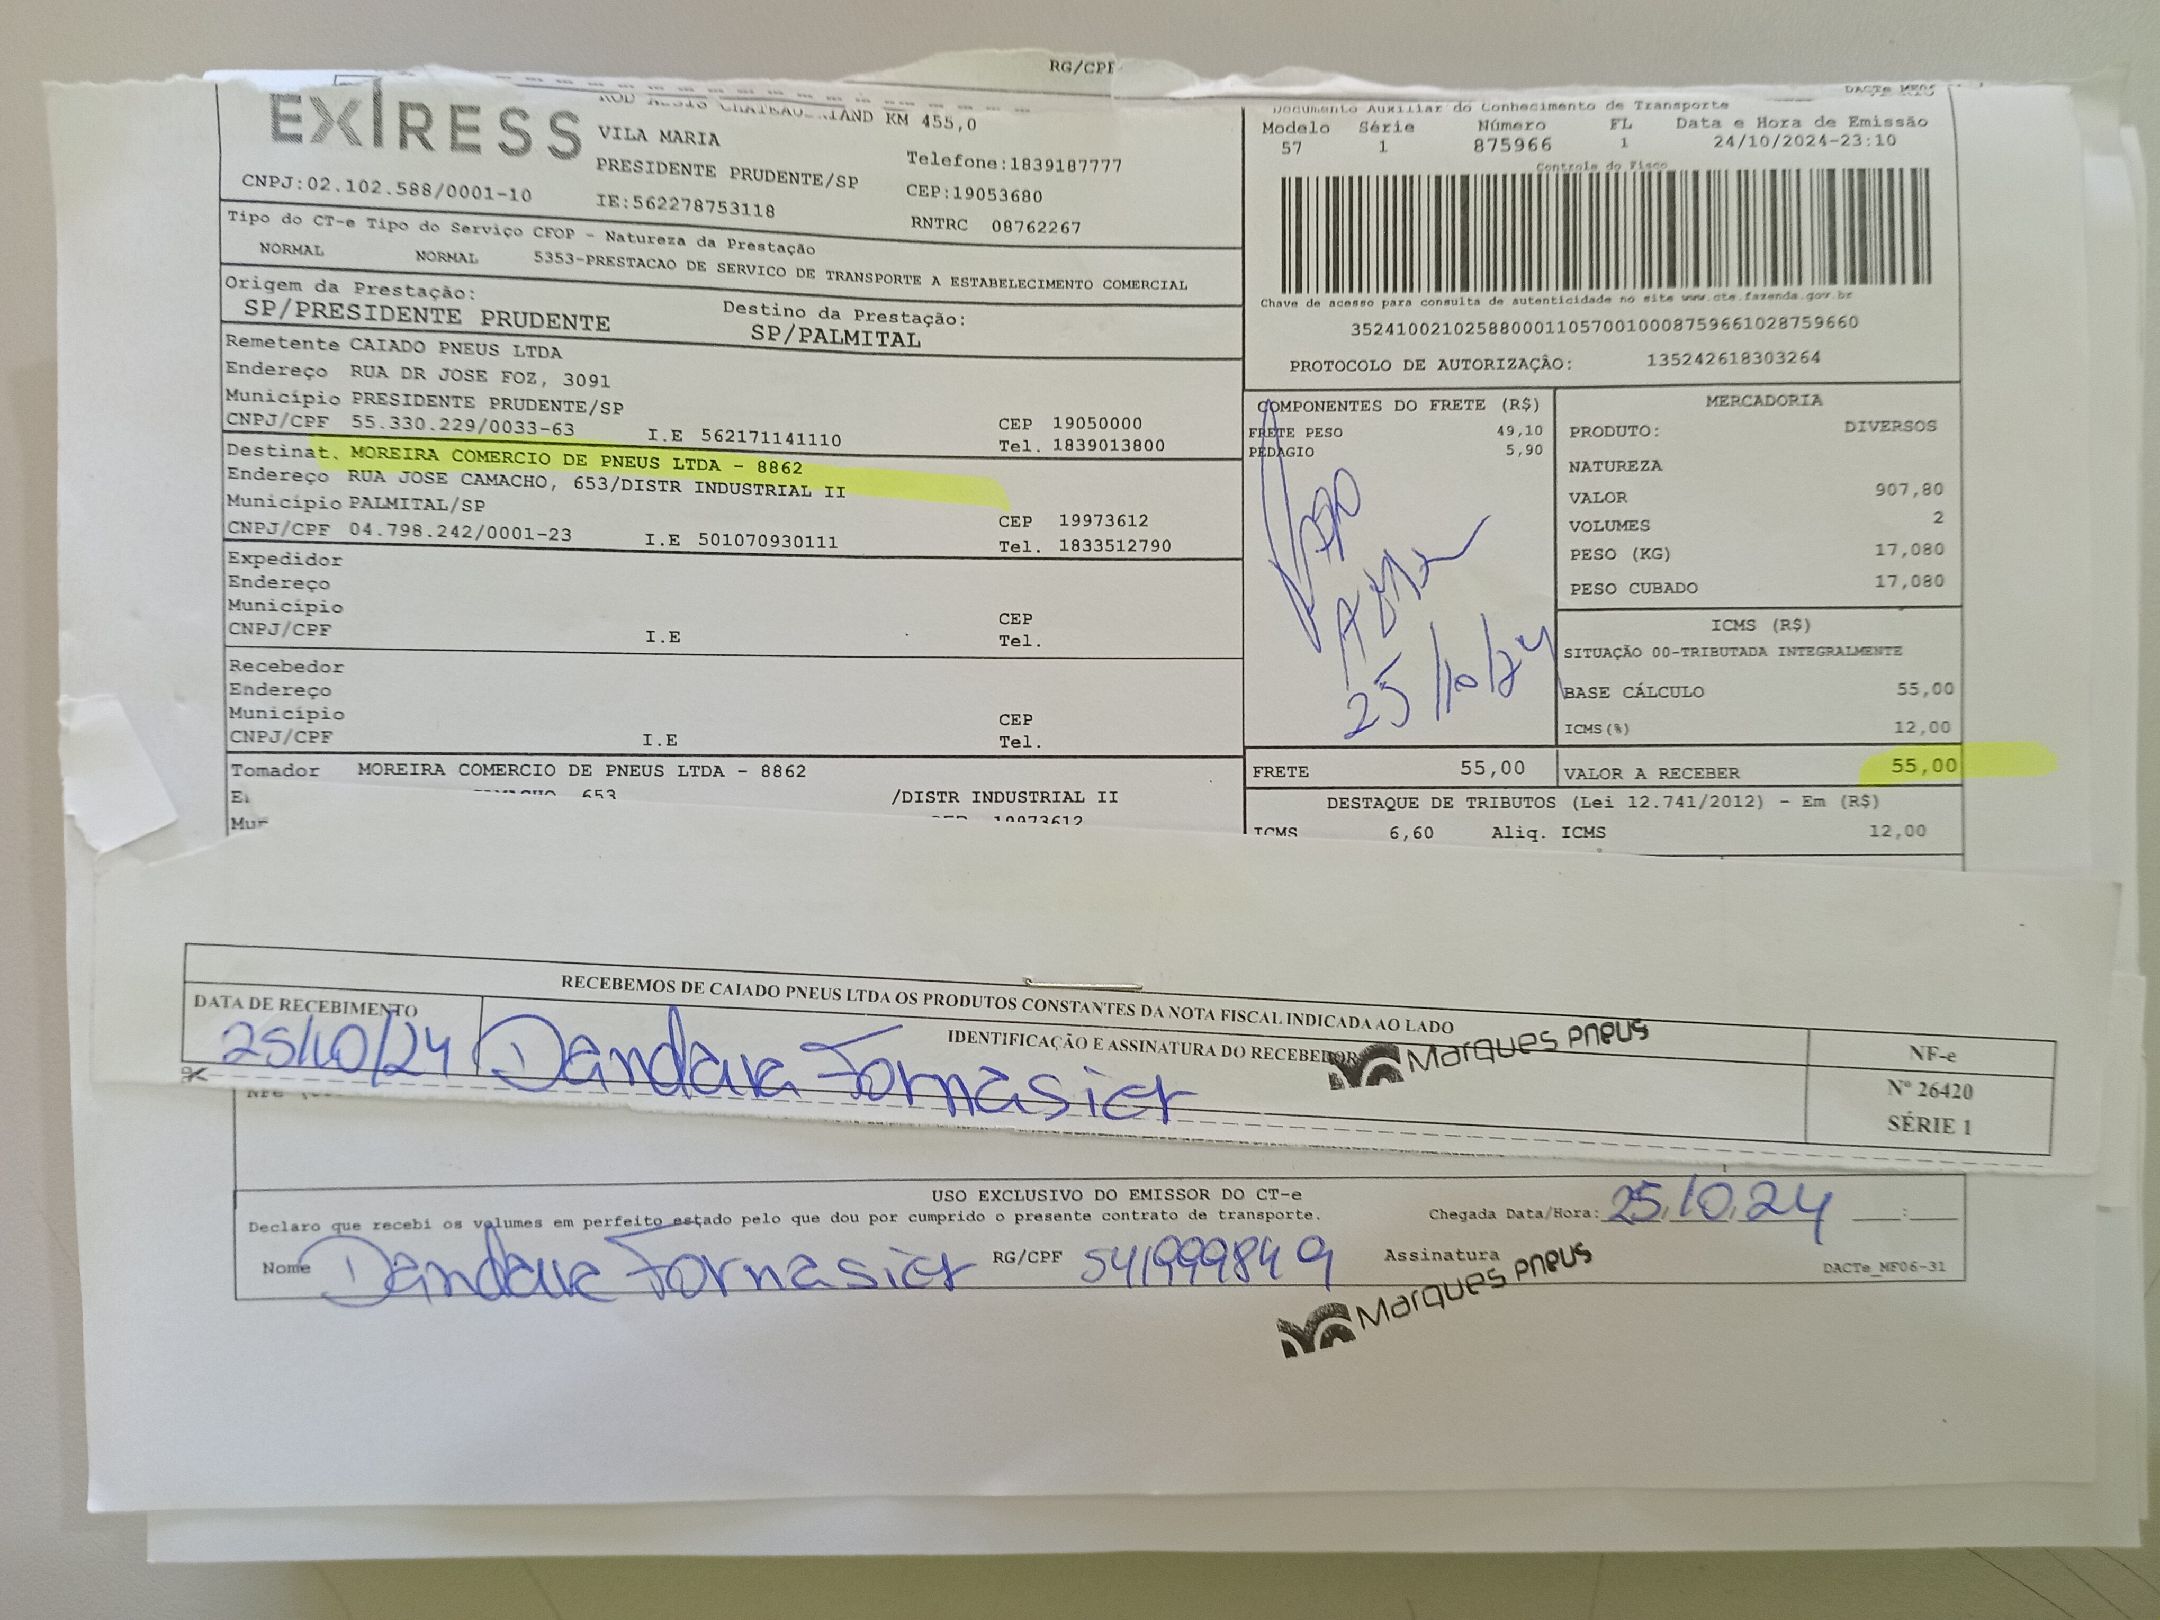 RG/CPF
DACTe MF06
EXPRESS
KM 455,0
VILA MARIA
PRESIDENTE PRUDENTE/SP
Telefone:1839187777
CNPJ:02.102.588/0001-10
IE:562278753118
CEP:19053680
RNTRC 08762267
Documento Auxiliar do Conhecimento de Transporte
Modelo Série Número FL Data e Hora de Emissão
57 1 875966 1 24/10/2024-23:10
Controle do Fisco
Chave de acesso para consulta de autenticidade no site www.cte.fazenda.gov.br
35241002102588000110570010008759661028759660
PROTOCOLO DE AUTORIZAÇÃO: 135242618303264
Tipo do CT-e Tipo do Serviço CFOP - Natureza da Prestação
NORMAL NORMAL 5353-PRESTACAO DE SERVICO DE TRANSPORTE A ESTABELECIMENTO COMERCIAL
Origem da Prestação: Destino da Prestação:
SP/PRESIDENTE PRUDENTE SP/PALMITAL
Remetente CAIADO PNEUS LTDA
Endereço RUA DR JOSE FOZ, 3091
Município PRESIDENTE PRUDENTE/SP CEP 19050000
CNPJ/CPF 55.330.229/0033-63 I.E 562171141110 Tel. 1839013800
Destinat. MOREIRA COMERCIO DE PNEUS LTDA - 8862
Endereço RUA JOSE CAMACHO, 653/DISTR INDUSTRIAL II
Município PALMITAL/SP CEP 19973612
CNPJ/CPF 04.798.242/0001-23 I.E 501070930111 Tel. 1833512790
Expedidor
Endereço
Município CEP
CNPJ/CPF I.E Tel.
Recebedor
Endereço
Município CEP
CNPJ/CPF I.E Tel.
Tomador MOREIRA COMERCIO DE PNEUS LTDA - 8862
653 /DISTR INDUSTRIAL II
19973612
COMPONENTES DO FRETE (R$)
FRETE PESO 49,10
PEDAGIO 5,90
25/10/24
FRETE 55,00
MERCADORIA
PRODUTO: DIVERSOS
NATUREZA
VALOR 907,80
VOLUMES 2
PESO (KG) 17,080
PESO CUBADO 17,080
ICMS (R$)
SITUAÇÃO 00-TRIBUTADA INTEGRALMENTE
BASE CÁLCULO 55,00
ICMS(%) 12,00
VALOR A RECEBER 55,00
DESTAQUE DE TRIBUTOS (Lei 12.741/2012) - Em (R$)
ICMS 6,60 Aliq. ICMS 12,00
RECEBEMOS DE CAIADO PNEUS LTDA OS PRODUTOS CONSTANTES DA NOTA FISCAL INDICADA AO LADO
DATA DE RECEBIMENTO
25/10/24
IDENTIFICAÇÃO E ASSINATURA DO RECEBEDOR
Dandara Fornasier
Marques pneus
NF-e
Nº 26420
SÉRIE 1
USO EXCLUSIVO DO EMISSOR DO CT-e
Declaro que recebi os volumes em perfeito estado pelo que dou por cumprido o presente contrato de transporte. Chegada Data/Hora: 25.10.24 __:__
Nome Dandara Fornasier RG/CPF 541999849 Assinatura
Marques pneus
DACTe_MF06-31